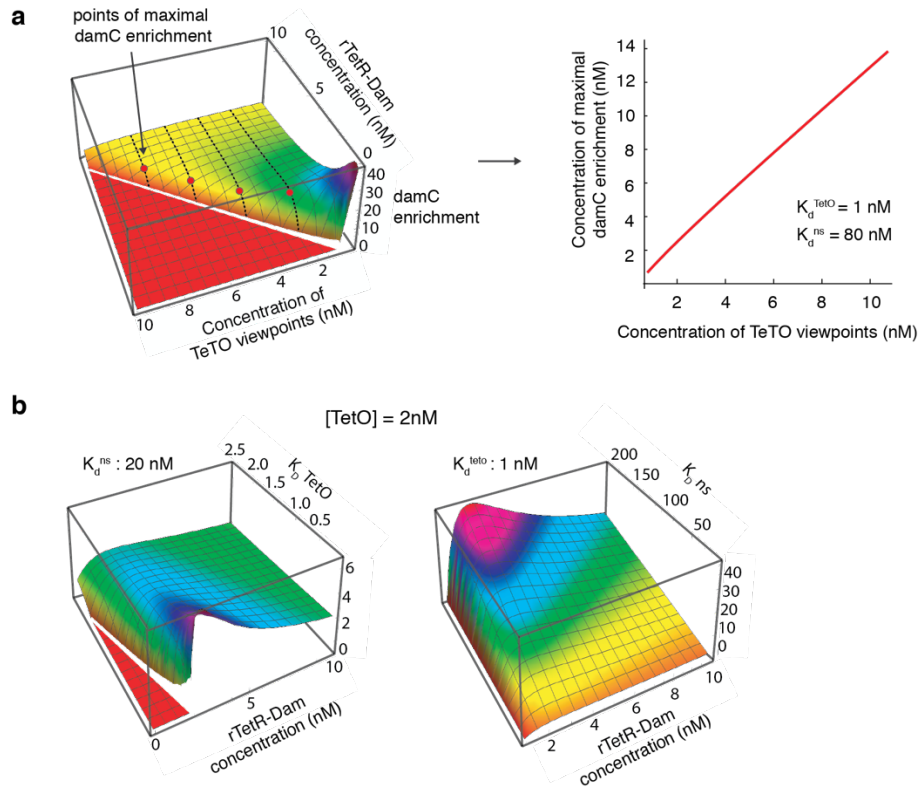 a
points of maximal
damC enrichment
rTetR-Dam
concentration (nM)
10
5
0
40
30
20
10
0
damC
enrichment
10
8
6
4
2
Concentration of
TeTO viewpoints (nM)
Concentration of maximal
damC enrichment (nM)
14
12
10
8
6
4
2
K_d^TetO = 1 nM
K_d^ns = 80 nM
2
4
6
8
10
Concentration of TeTO viewpoints (nM)
b
[TetO] = 2nM
K_d^ns : 20 nM
2.5
2.0
1.5
1.0
0.5
K_D TetO
6
4
2
0
0
5
10
rTetR-Dam
concentration (nM)
K_d^teto : 1 nM
200
150
100
50
K_D ns
40
30
20
10
0
2
4
6
8
10
rTetR-Dam
concentration (nM)